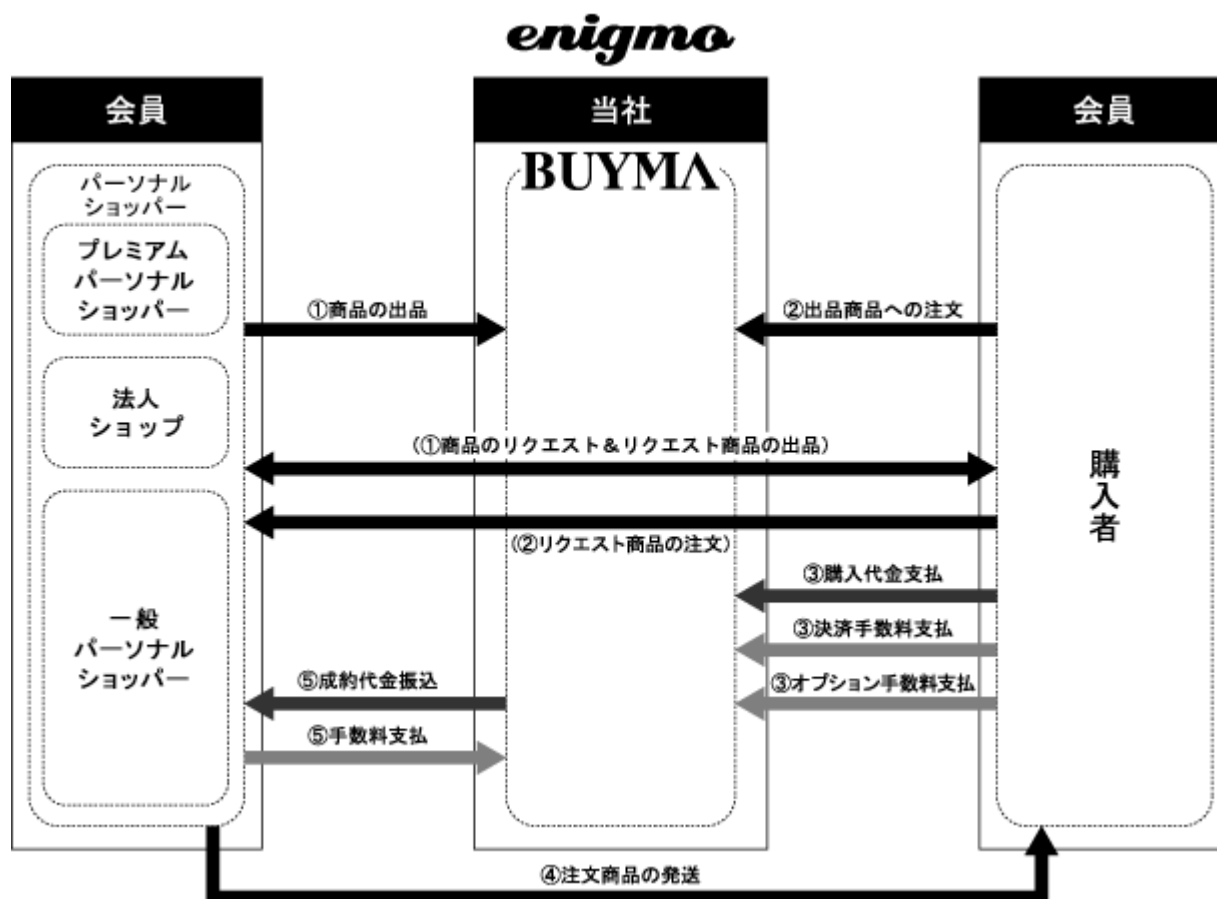 enigmo
会員
当社
会員
BUYMA
パーソナル
ショッパー
プレミアム
パーソナル
ショッパー
①商品の出品
②出品商品への注文
法人
ショップ
(①商品のリクエスト＆リクエスト商品の出品)
購入者
(②リクエスト商品の注文)
③購入代金支払
一般
パーソナル
ショッパー
③決済手数料支払
⑤成約代金振込
③オプション手数料支払
⑤手数料支払
④注文商品の発送